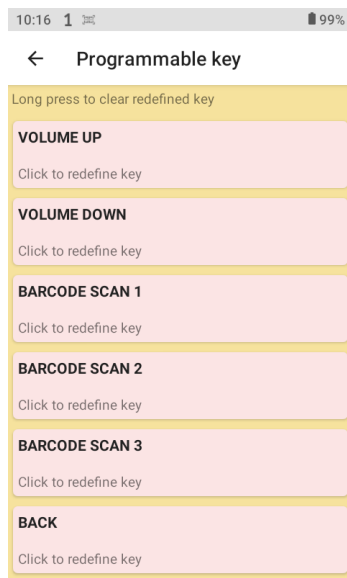 10:16 1 99%
Programmable key
Long press to clear redefined key
VOLUME UP
Click to redefine key
VOLUME DOWN
Click to redefine key
BARCODE SCAN 1
Click to redefine key
BARCODE SCAN 2
Click to redefine key
BARCODE SCAN 3
Click to redefine key
BACK
Click to redefine key